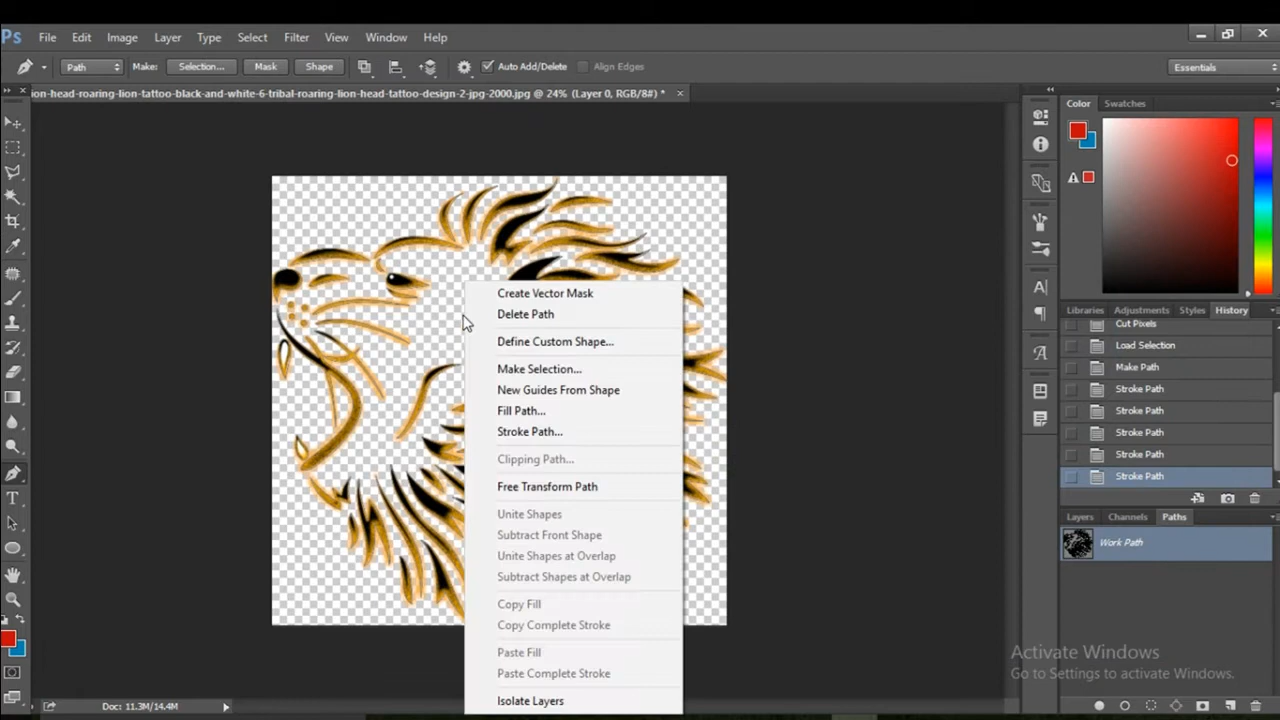 Ps File Edit Image Layer Type Select Filter View Window Help
Path Make: Selection... Mask Shape Auto Add/Delete Align Edges Essentials
ion-head-roaring-lion-tattoo-black-and-white-6-tribal-roaring-lion-head-tattoo-design-2-jpg-2000.jpg @ 24% (Layer 0, RGB/8#) *
Color Swatches
Create Vector Mask
Delete Path
Define Custom Shape...
Make Selection...
New Guides From Shape
Fill Path...
Stroke Path...
Clipping Path...
Free Transform Path
Unite Shapes
Subtract Front Shape
Unite Shapes at Overlap
Subtract Shapes at Overlap
Copy Fill
Copy Complete Stroke
Paste Fill
Paste Complete Stroke
Isolate Layers
Libraries Adjustments Styles History
Cut Pixels
Load Selection
Make Path
Stroke Path
Stroke Path
Stroke Path
Stroke Path
Stroke Path
Layers Channels Paths
Work Path
Activate Windows
Go to Settings to activate Windows.
Doc: 11.3M/14.4M